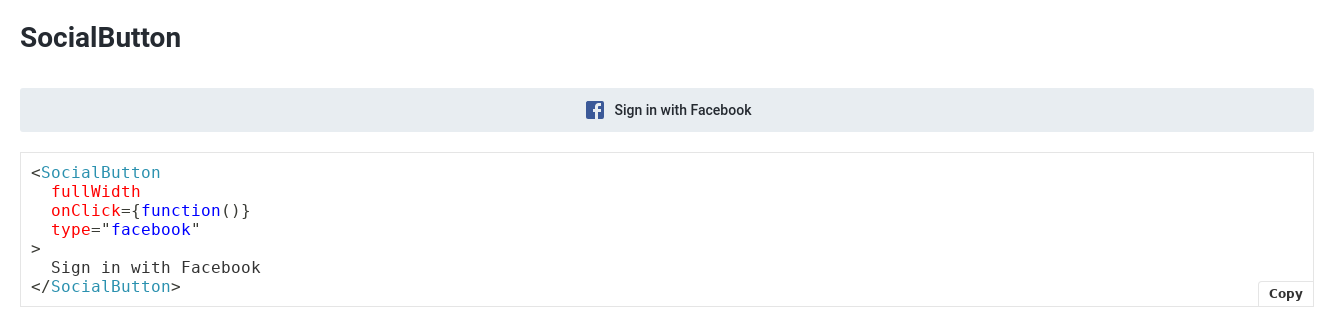 SocialButton
Sign in with Facebook
<SocialButton
  fullWidth
  onClick={function()}
  type="facebook"
>
  Sign in with Facebook
</SocialButton>
Copy